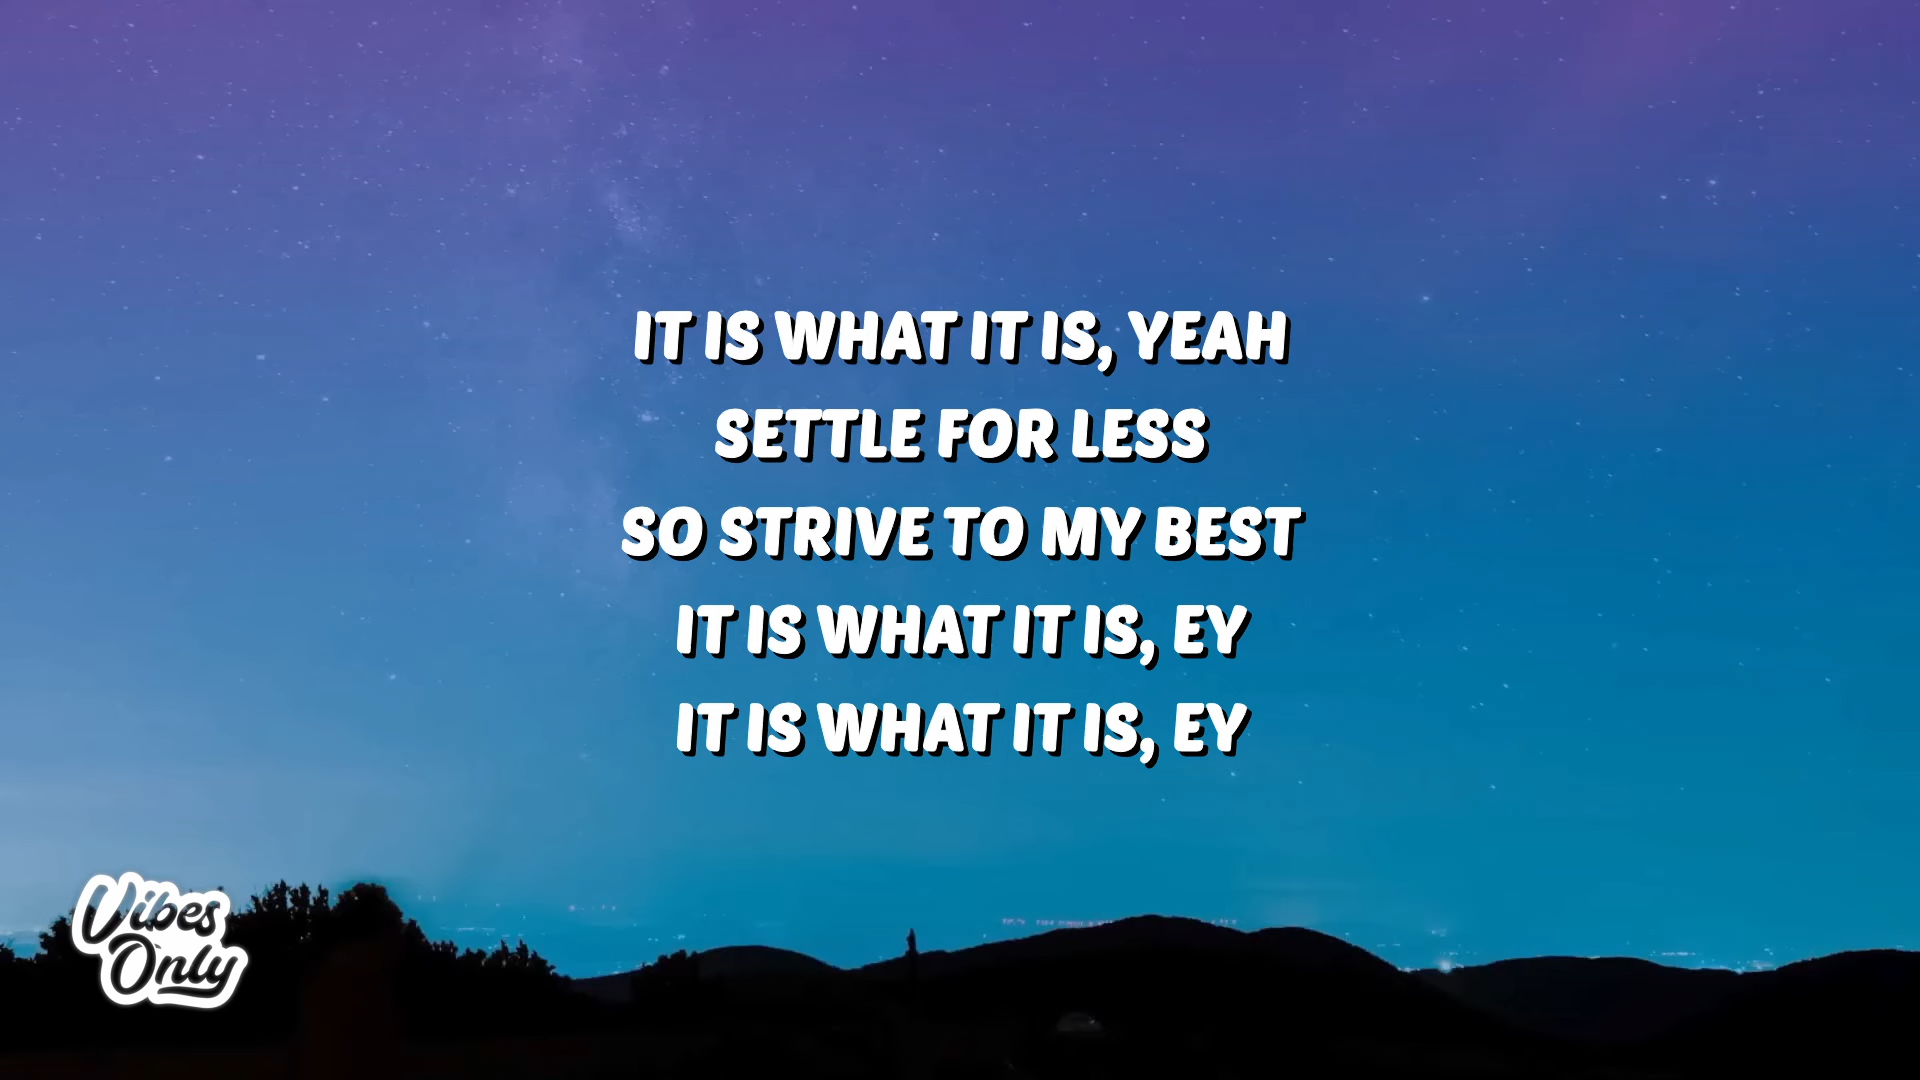 IT IS WHAT IT IS, YEAH
SETTLE FOR LESS
SO STRIVE TO MY BEST
IT IS WHAT IT IS, EY
IT IS WHAT IT IS, EY
Vibes
Only